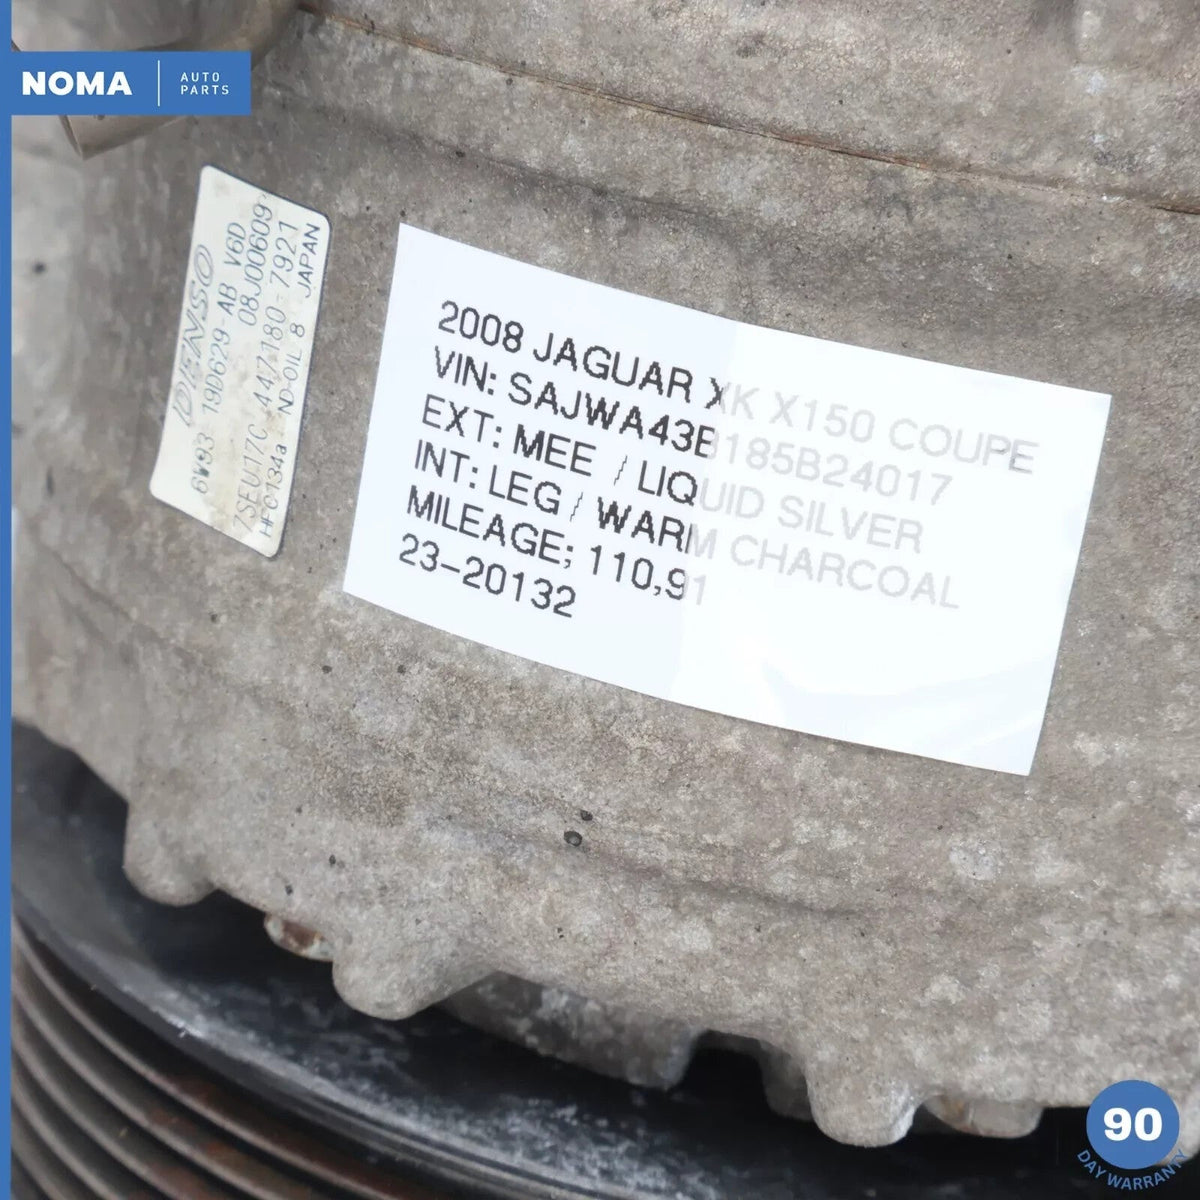 NOMA
AUTO
PARTS
DENSO
6W93 19D629-AB V6D
08J00609
7SEU17C 447180-7921
HFC134a ND-OIL 8 JAPAN
2008 JAGUAR XK X150 COUPE
VIN: SAJWA43B185B24017
EXT: MEE / LIQUID SILVER
INT: LEG / WARM CHARCOAL
MILEAGE; 110,91
23-20132
90
DAY WARRANTY